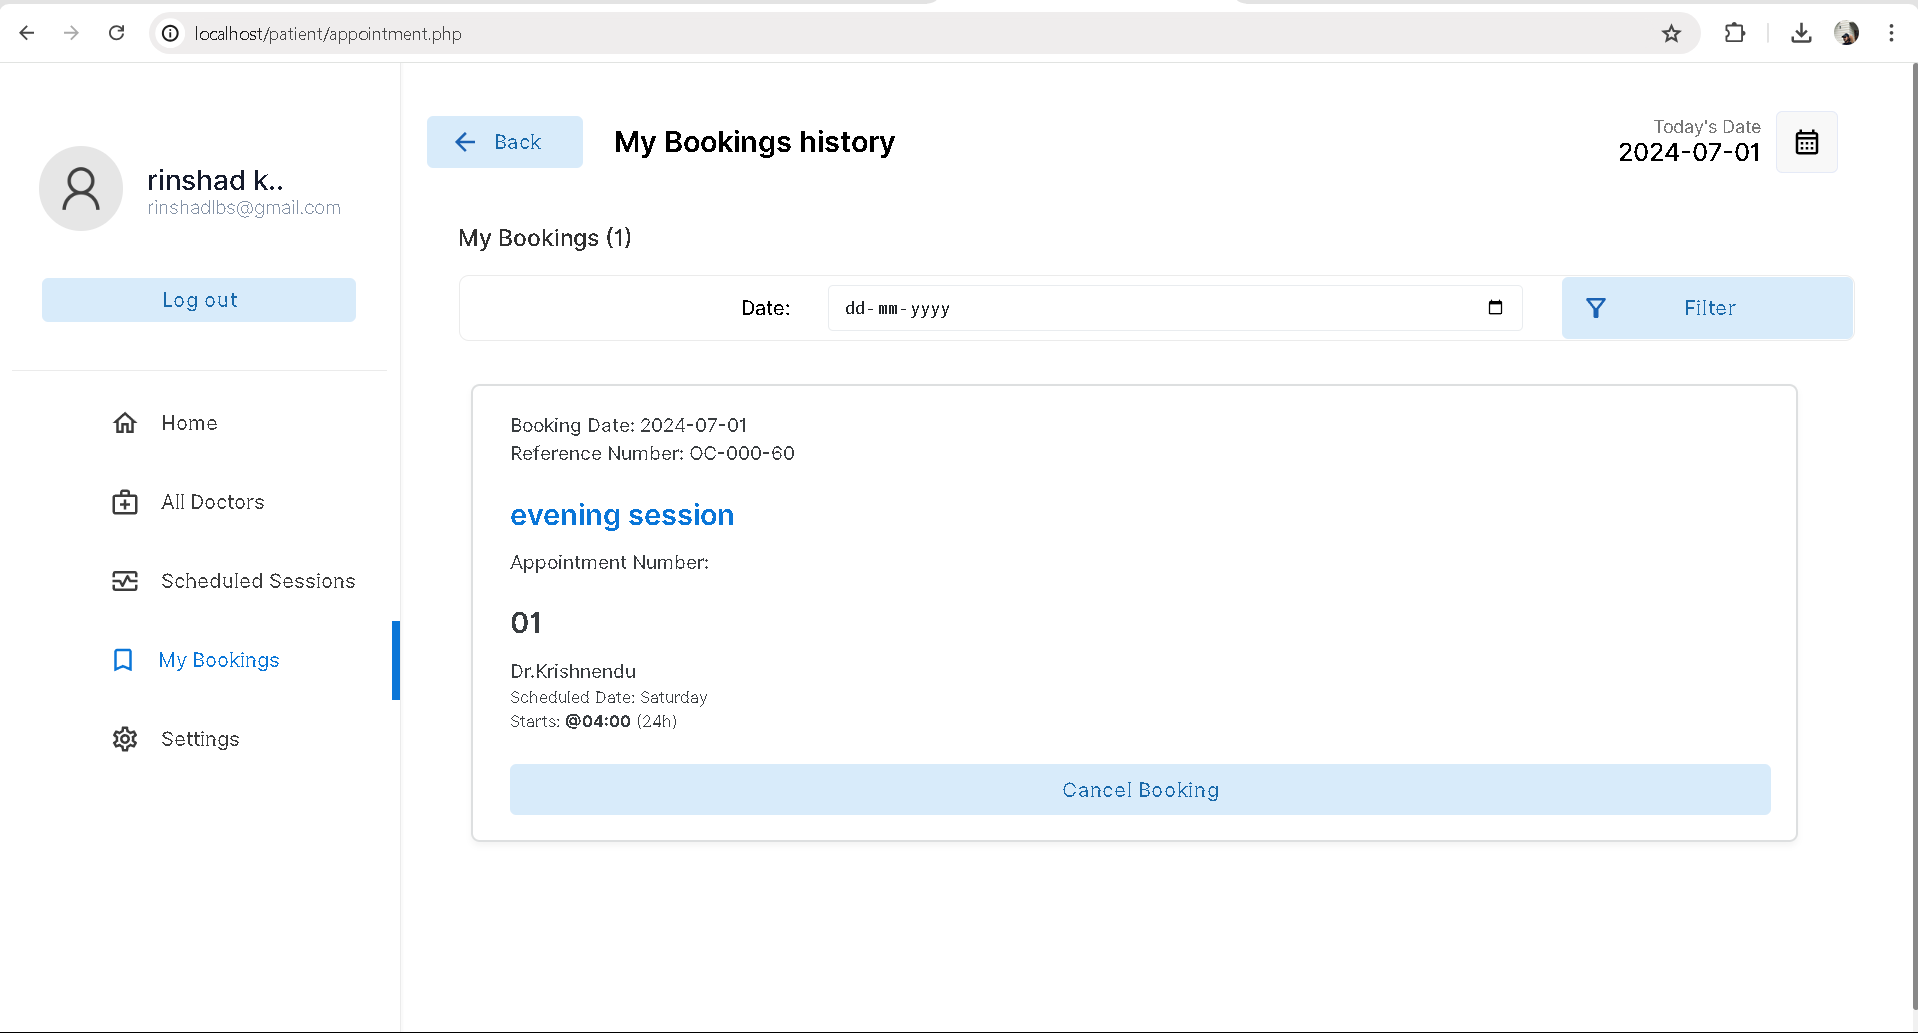 localhost/patient/appointment.php
rinshad k..
rinshadlbs@gmail.com
Log out
Home
All Doctors
Scheduled Sessions
My Bookings
Settings
Back
My Bookings history
Today's Date
2024-07-01
My Bookings (1)
Date:
dd-mm-yyyy
Filter
Booking Date: 2024-07-01
Reference Number: OC-000-60
evening session
Appointment Number:
01
Dr.Krishnendu
Scheduled Date: Saturday
Starts: @04:00 (24h)
Cancel Booking